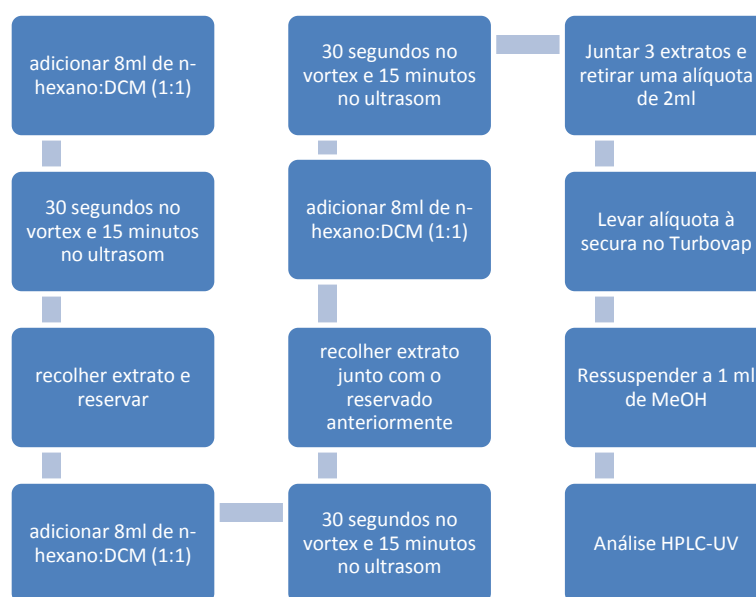 adicionar 8ml de n-
hexano:DCM (1:1)
30 segundos no
vortex e 15 minutos
no ultrasom
recolher extrato e
reservar
adicionar 8ml de n-
hexano:DCM (1:1)
30 segundos no
vortex e 15 minutos
no ultrasom
recolher extrato
junto com o
reservado
anteriormente
adicionar 8ml de n-
hexano:DCM (1:1)
30 segundos no
vortex e 15 minutos
no ultrasom
Juntar 3 extratos e
retirar uma alíquota
de 2ml
Levar alíquota à
secura no Turbovap
Ressuspender a 1 ml
de MeOH
Análise HPLC-UV